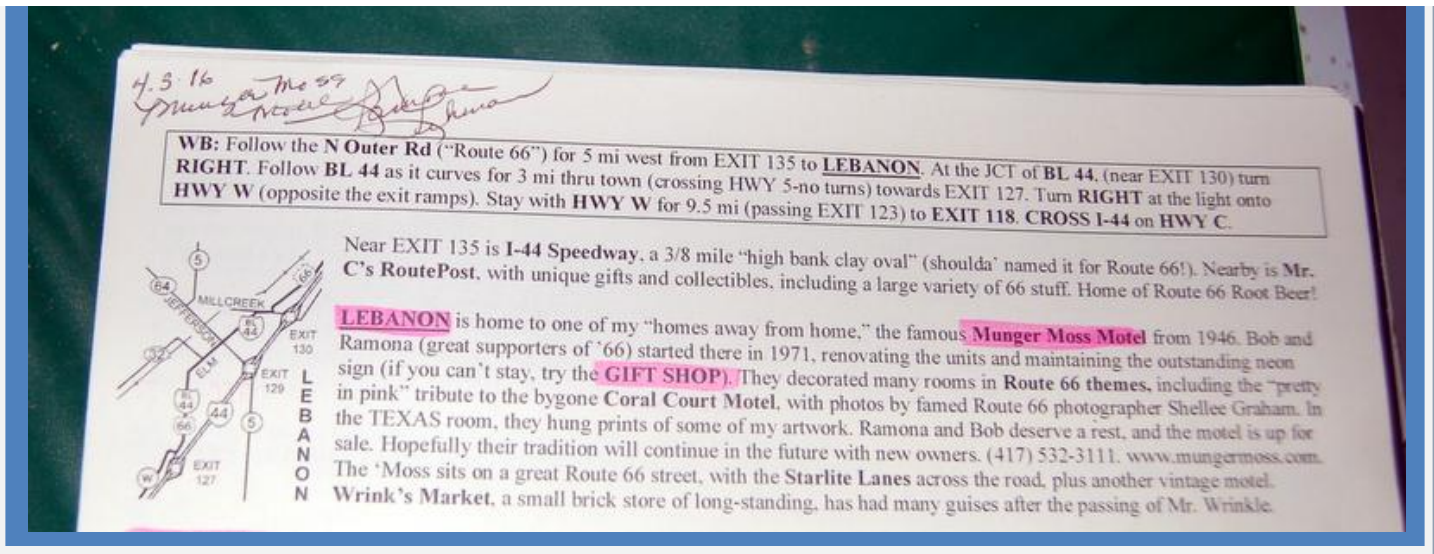 4.3.16
Munger Moss
Motel Ramona
Lehman
WB: Follow the N Outer Rd (“Route 66”) for 5 mi west from EXIT 135 to LEBANON. At the JCT of BL 44, (near EXIT 130) turn
RIGHT. Follow BL 44 as it curves for 3 mi thru town (crossing HWY 5-no turns) towards EXIT 127. Turn RIGHT at the light onto
HWY W (opposite the exit ramps). Stay with HWY W for 9.5 mi (passing EXIT 123) to EXIT 118. CROSS I-44 on HWY C.
Near EXIT 135 is I-44 Speedway, a 3/8 mile “high bank clay oval” (shoulda’ named it for Route 66!). Nearby is Mr.
C’s RoutePost, with unique gifts and collectibles, including a large variety of 66 stuff. Home of Route 66 Root Beer!
LEBANON is home to one of my “homes away from home,” the famous Munger Moss Motel from 1946. Bob and
Ramona (great supporters of ’66) started there in 1971, renovating the units and maintaining the outstanding neon
sign (if you can’t stay, try the GIFT SHOP). They decorated many rooms in Route 66 themes, including the “pretty
in pink” tribute to the bygone Coral Court Motel, with photos by famed Route 66 photographer Shellee Graham. In
the TEXAS room, they hung prints of some of my artwork. Ramona and Bob deserve a rest, and the motel is up for
sale. Hopefully their tradition will continue in the future with new owners. (417) 532-3111. www.mungermoss.com.
The ‘Moss sits on a great Route 66 street, with the Starlite Lanes across the road, plus another vintage motel.
Wrink’s Market, a small brick store of long-standing, has had many guises after the passing of Mr. Wrinkle.
5
64
66
MILLCREEK
JEFFERSON
BL 44
EXIT 130
32
ELM
EXIT 129
BL 44
44
66
5
EXIT 127
W
LEBANON